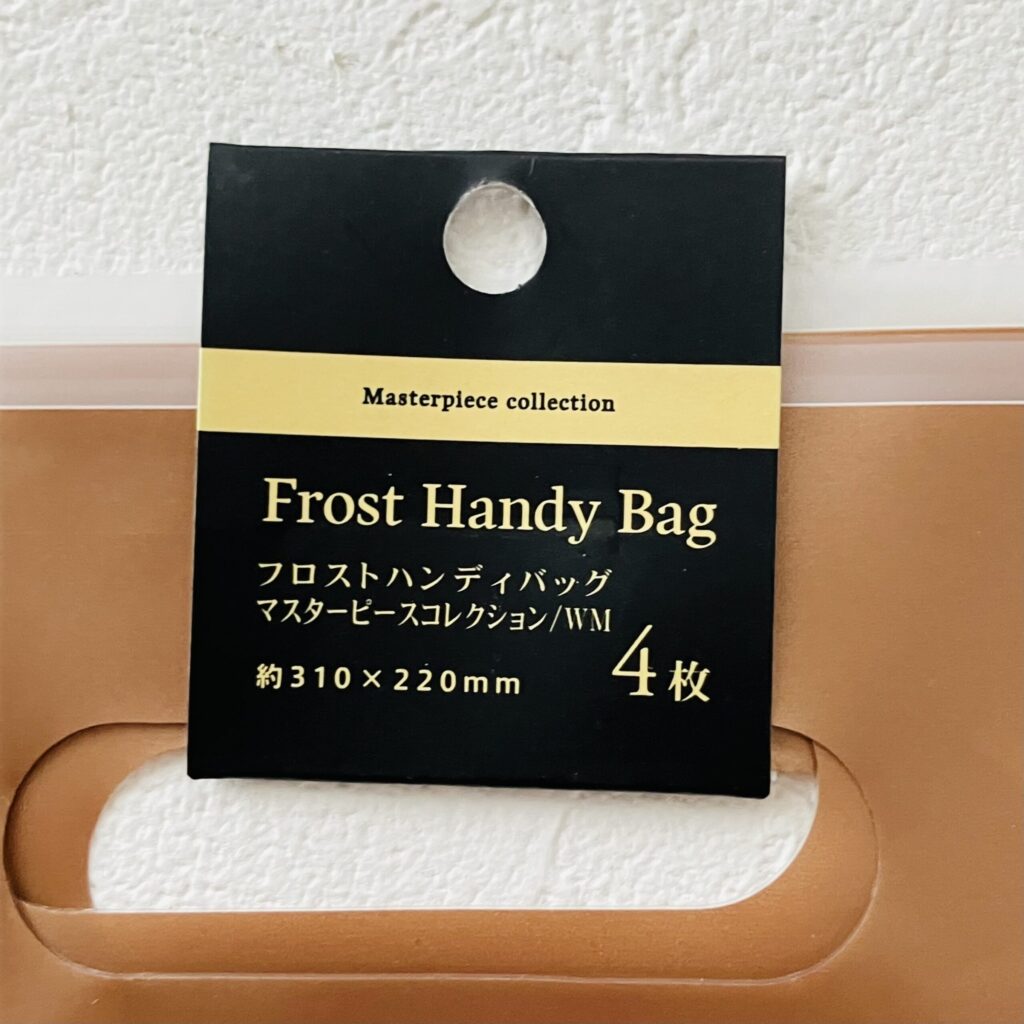 Masterpiece collection
Frost Handy Bag
フロストハンディバッグ
マスターピースコレクション/WM
約310×220mm
4枚